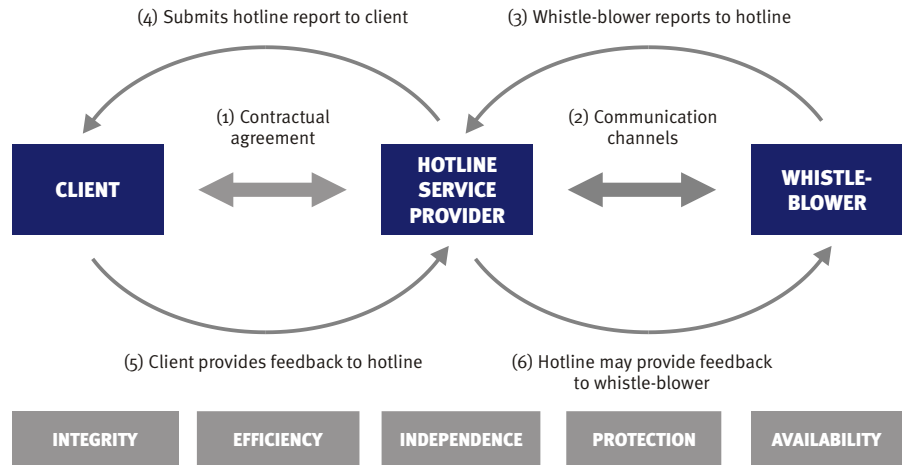 (4) Submits hotline report to client
(3) Whistle-blower reports to hotline
(1) Contractual
agreement
(2) Communication
channels
CLIENT
HOTLINE
SERVICE
PROVIDER
WHISTLE-
BLOWER
(5) Client provides feedback to hotline
(6) Hotline may provide feedback
to whistle-blower
INTEGRITY
EFFICIENCY
INDEPENDENCE
PROTECTION
AVAILABILITY